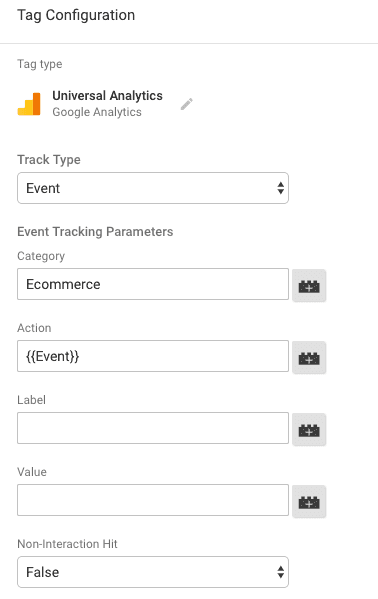 Tag Configuration
Tag type
Universal Analytics
Google Analytics
Track Type
Event
Event Tracking Parameters
Category
Ecommerce
Action
{{Event}}
Label
Value
Non-Interaction Hit
False